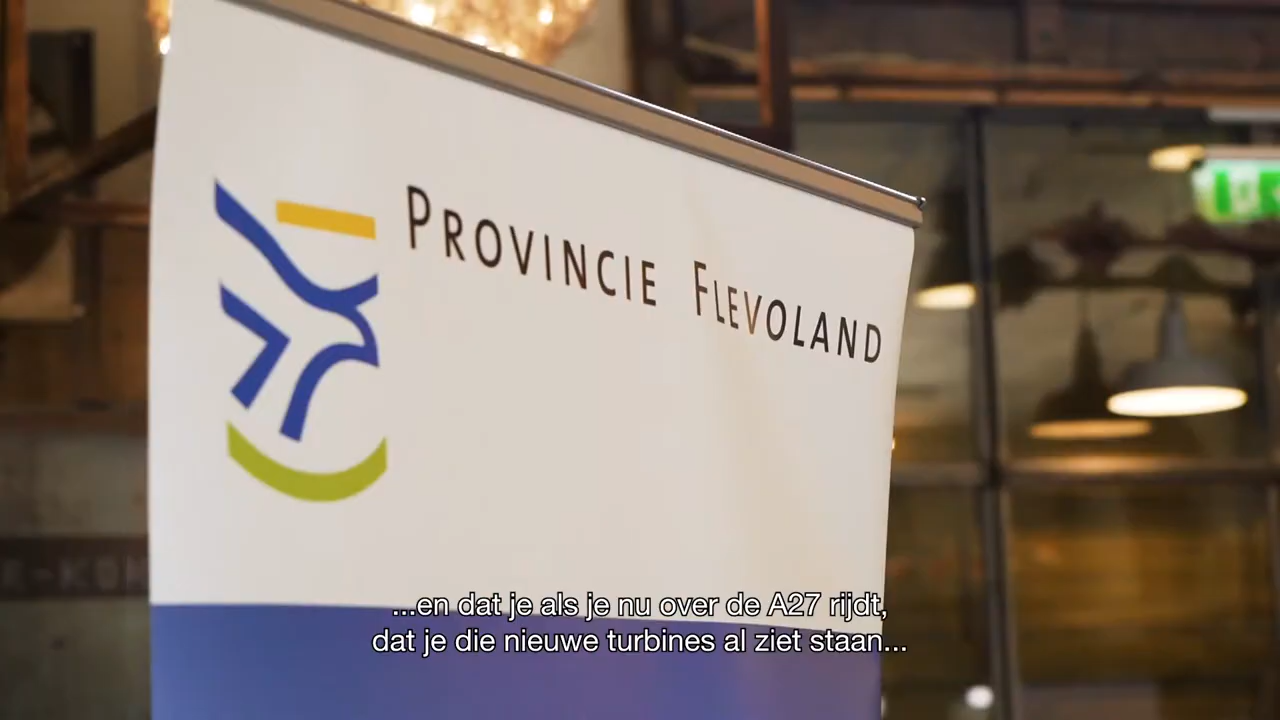 PROVINCIE FLEVOLAND
...en dat je als je nu over de A27 rijdt,
dat je die nieuwe turbines al ziet staan...